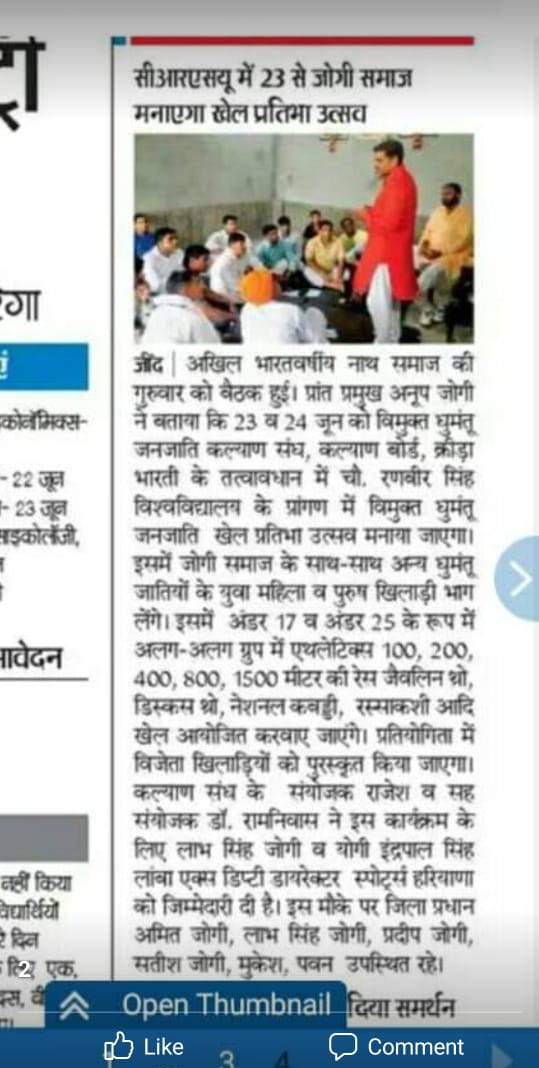 सीआरएसयू में 23 से जोगी समाज
मनाएगा खेल प्रतिभा उत्सव
जींद | अखिल भारतवर्षीय नाथ समाज की
गुरुवार को बैठक हुई। प्रांत प्रमुख अनूप जोगी
ने बताया कि 23 व 24 जून को विमुक्त घुमंतू
जनजाति कल्याण संघ, कल्याण बोर्ड, क्रीड़ा
भारती के तत्वावधान में चौ. रणबीर सिंह
विश्वविद्यालय के प्रांगण में विमुक्त घुमंतू
जनजाति खेल प्रतिभा उत्सव मनाया जाएगा।
इसमें जोगी समाज के साथ-साथ अन्य घुमंतू
जातियों के युवा महिला व पुरुष खिलाड़ी भाग
लेंगे। इसमें अंडर 17 व अंडर 25 के रूप में
अलग-अलग ग्रुप में एथलेटिक्स 100, 200,
400, 800, 1500 मीटर की रेस जैवलिन थ्रो,
डिस्कस थ्रो, नेशनल कबड्डी, रस्साकशी आदि
खेल आयोजित करवाए जाएंगे। प्रतियोगिता में
विजेता खिलाड़ियों को पुरस्कृत किया जाएगा।
कल्याण संघ के संयोजक राजेश व सह
संयोजक डॉ. रामनिवास ने इस कार्यक्रम के
लिए लाभ सिंह जोगी व योगी इंद्रपाल सिंह
लांबा एक्स डिप्टी डायरेक्टर स्पोर्ट्स हरियाणा
को जिम्मेदारी दी है। इस मौके पर जिला प्रधान
अमित जोगी, लाभ सिंह जोगी, प्रदीप जोगी,
सतीश जोगी, मुकेश, पवन उपस्थित रहे।
- 22 जून
- 23 जून
आवेदन
नहीं किया
2 एक,
Open Thumbnail दिया समर्थन
Like Comment
3 4